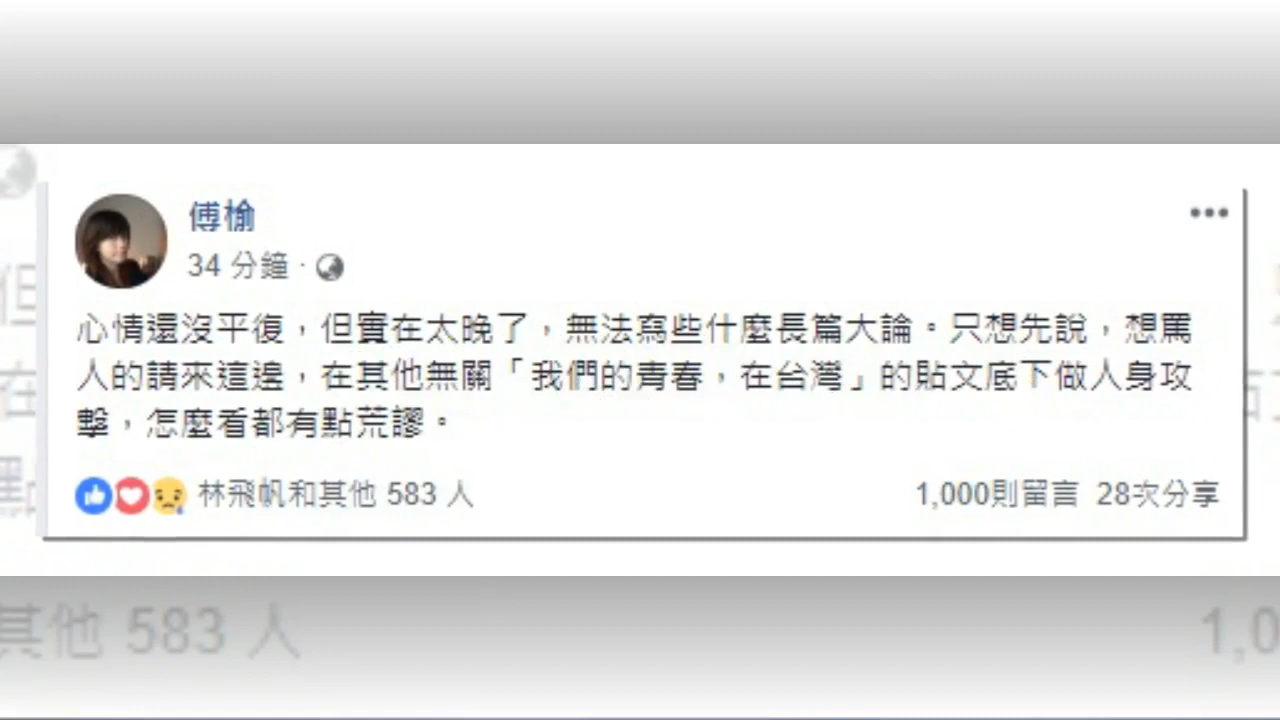 傅榆
34 分鐘 ·
心情還沒平復，但實在太晚了，無法寫些什麼長篇大論。只想先說，想罵
人的請來這邊，在其他無關「我們的青春，在台灣」的貼文底下做人身攻
擊，怎麼看都有點荒謬。
林飛帆和其他 583 人
1,000則留言 28次分享
其他 583 人
1,0